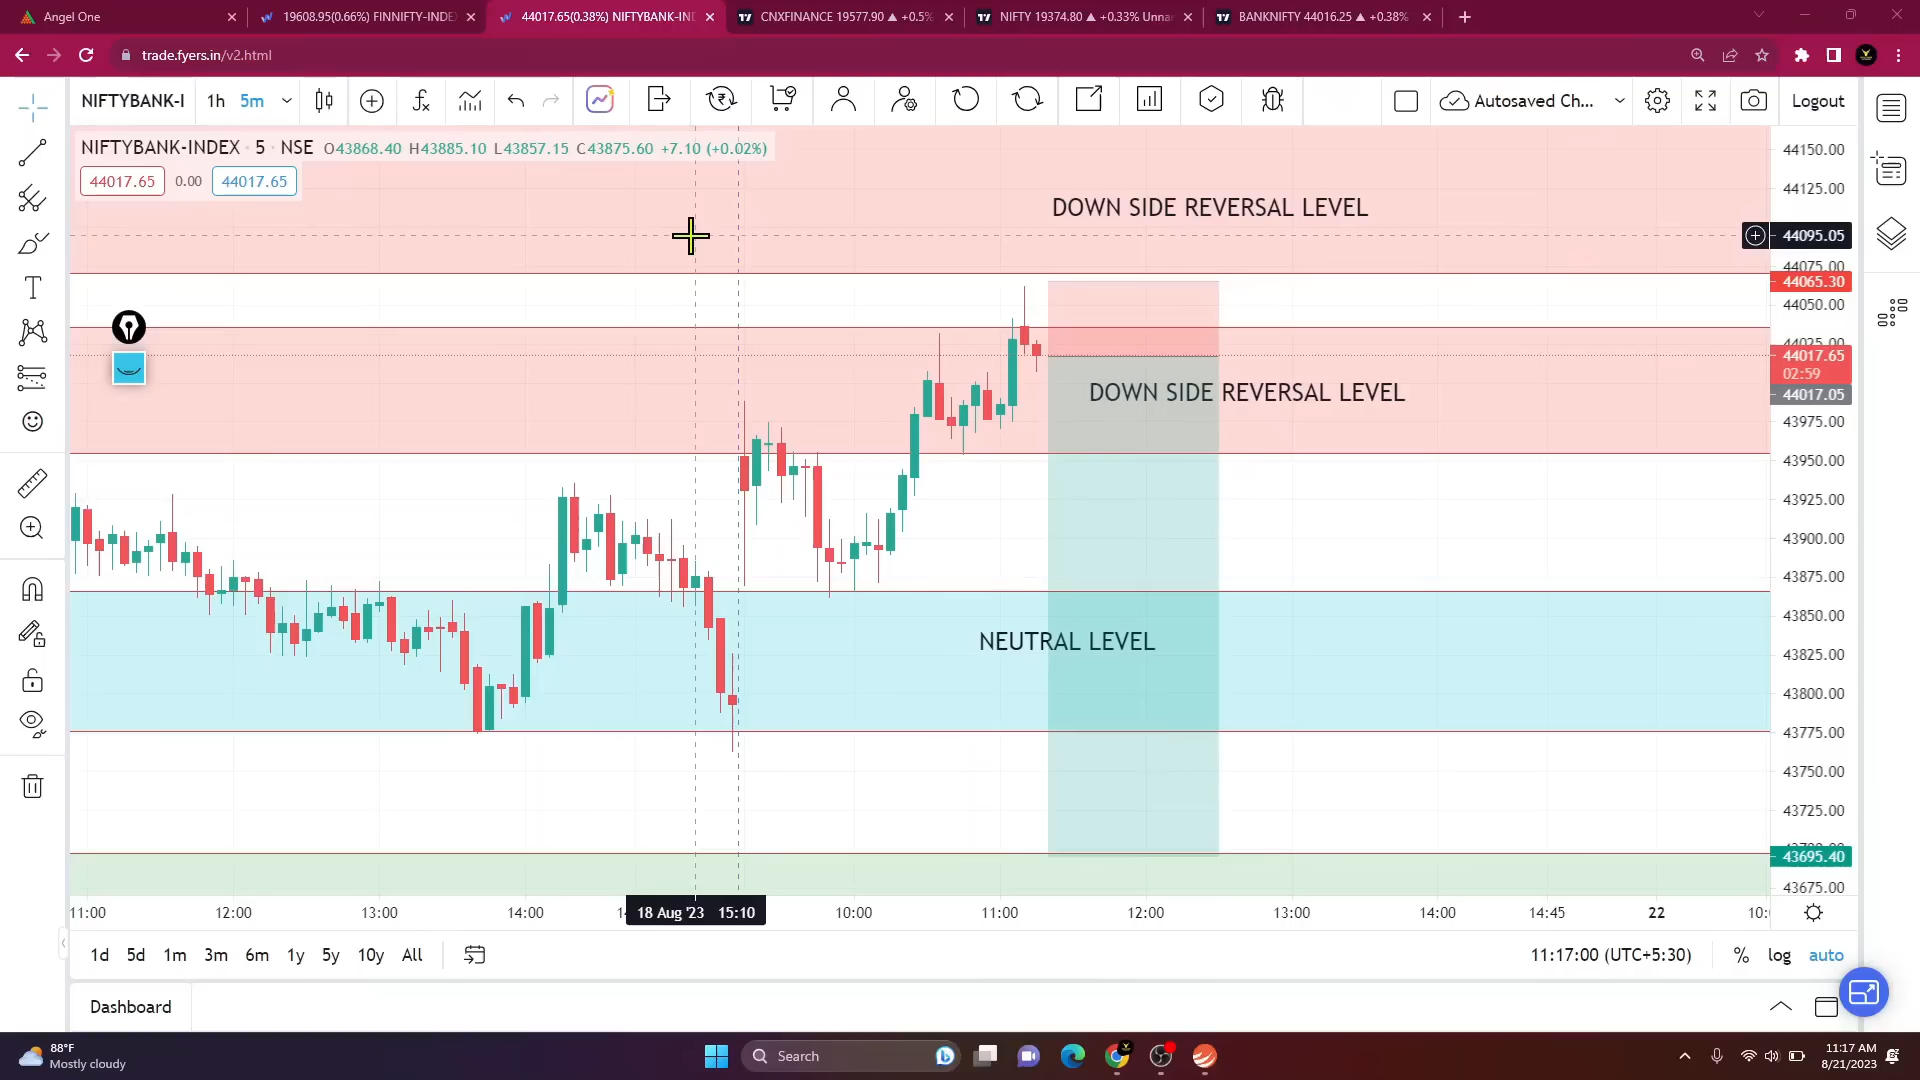 Angel One
19608.95(0.66%) FINNIFTY-INDEX
44017.65(0.38%) NIFTYBANK-IND
CNXFINANCE 19577.90 ▲ +0.5%
NIFTY 19374.80 ▲ +0.33% Unna
BANKNIFTY 44016.25 ▲ +0.38%
trade.fyers.in/v2.html
NIFTYBANK-I 1h 5m
Autosaved Ch... Logout
NIFTYBANK-INDEX · 5 · NSE O43868.40 H43885.10 L43857.15 C43875.60 +7.10 (+0.02%)
44017.65 0.00 44017.65
44150.00
44125.00
DOWN SIDE REVERSAL LEVEL
44095.05
44075.00
44065.30
44050.00
44025.00
44017.65
02:59
44017.05
DOWN SIDE REVERSAL LEVEL
43975.00
43950.00
43925.00
43900.00
43875.00
43850.00
NEUTRAL LEVEL
43825.00
43800.00
43775.00
43750.00
43725.00
43695.40
43675.00
11:00 12:00 13:00 14:00 18 Aug '23 15:10 10:00 11:00 12:00 13:00 14:00 14:45 22 10:
1d 5d 1m 3m 6m 1y 5y 10y All
11:17:00 (UTC+5:30) % log auto
Dashboard
88°F
Mostly cloudy
Search
11:17 AM
8/21/2023